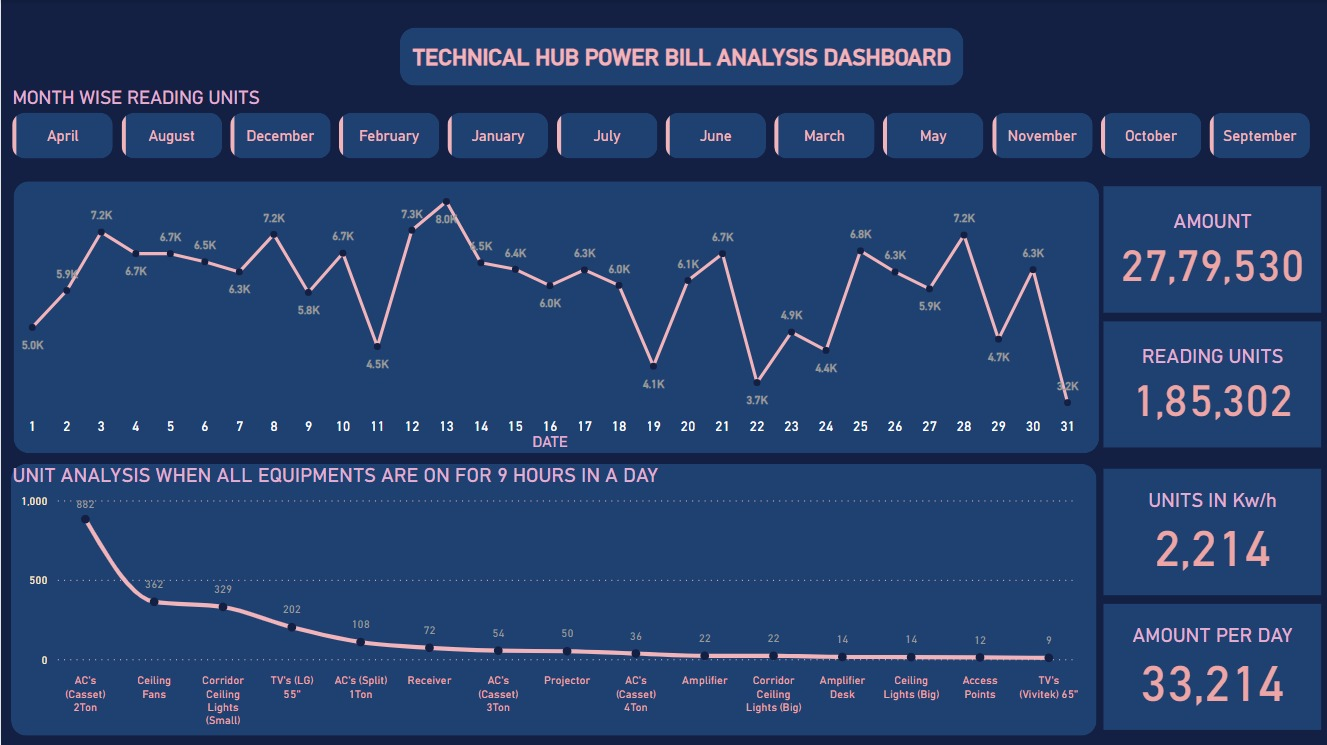 TECHNICAL HUB POWER BILL ANALYSIS DASHBOARD
MONTH WISE READING UNITS
April August December February January July June March May November October September
5.0K 5.9K 7.2K 6.7K 6.7K 6.5K 6.3K 7.2K 5.8K 6.7K 4.5K 7.3K 8.0K 6.5K 6.4K 6.0K 6.3K 6.0K 4.1K 6.1K 6.7K 3.7K 4.9K 4.4K 6.8K 6.3K 5.9K 7.2K 4.7K 6.3K 3.2K
1 2 3 4 5 6 7 8 9 10 11 12 13 14 15 16 17 18 19 20 21 22 23 24 25 26 27 28 29 30 31
DATE
AMOUNT
27,79,530
READING UNITS
1,85,302
UNIT ANALYSIS WHEN ALL EQUIPMENTS ARE ON FOR 9 HOURS IN A DAY
1,000
500
0
882 362 329 202 108 72 54 50 36 22 22 14 14 12 9
AC's Ceiling Corridor TV's (LG) AC's (Split) Receiver AC's Projector AC's Amplifier Corridor Amplifier Ceiling Access TV's
(Casset) Fans Ceiling 55" 1Ton (Casset) (Casset) Ceiling Desk Lights (Big) Points (Vivitek) 65"
2Ton Lights 3Ton 4Ton Lights (Big)
(Small)
UNITS IN Kw/h
2,214
AMOUNT PER DAY
33,214